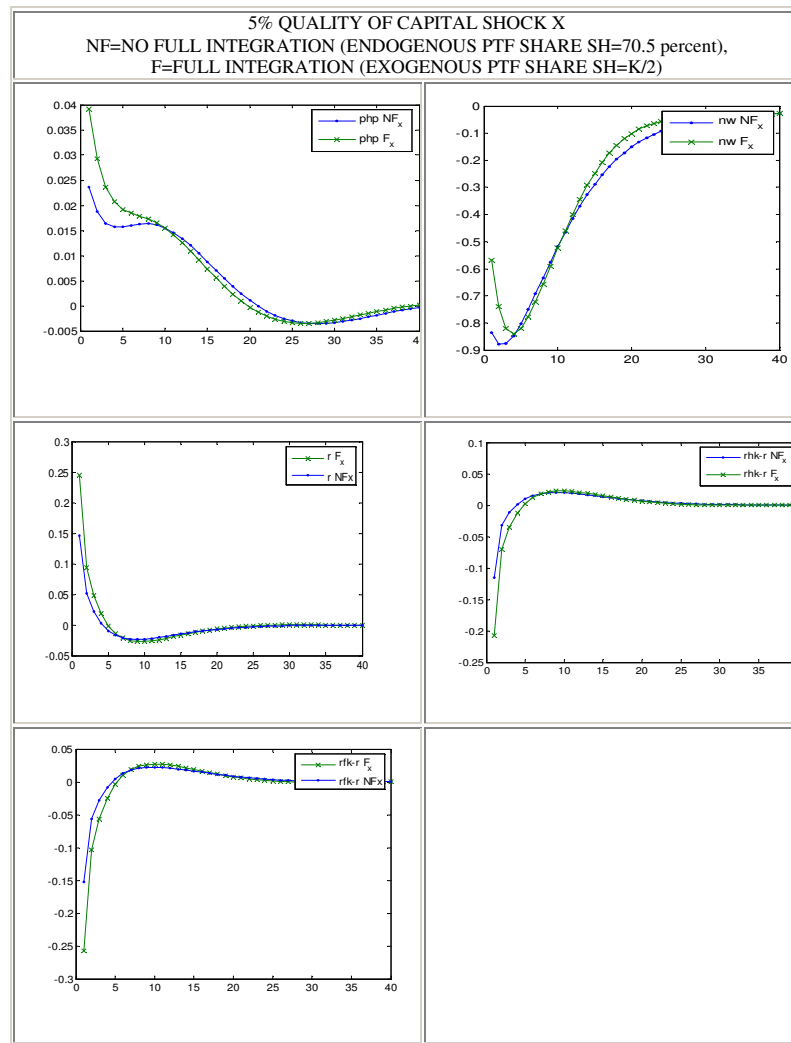 5% QUALITY OF CAPITAL SHOCK X
NF=NO FULL INTEGRATION (ENDOGENOUS PTF SHARE SH=70.5 percent),
F=FULL INTEGRATION (EXOGENOUS PTF SHARE SH=K/2)
0.04
0.035
0.03
0.025
0.02
0.015
0.01
0.005
0
-0.005
0 5 10 15 20 25 30 35 40
php NFx
php Fx
0
-0.1
-0.2
-0.3
-0.4
-0.5
-0.6
-0.7
-0.8
-0.9
0 10 20 30 40
nw NFx
nw Fx
0.3
0.25
0.2
0.15
0.1
0.05
0
-0.05
0 5 10 15 20 25 30 35 40
r Fx
r NFx
0.1
0.05
0
-0.05
-0.1
-0.15
-0.2
-0.25
0 5 10 15 20 25 30 35
rhk-r NFx
rhk-r Fx
0.05
0
-0.05
-0.1
-0.15
-0.2
-0.25
-0.3
0 5 10 15 20 25 30 35 40
rfk-r Fx
rfk-r NFx